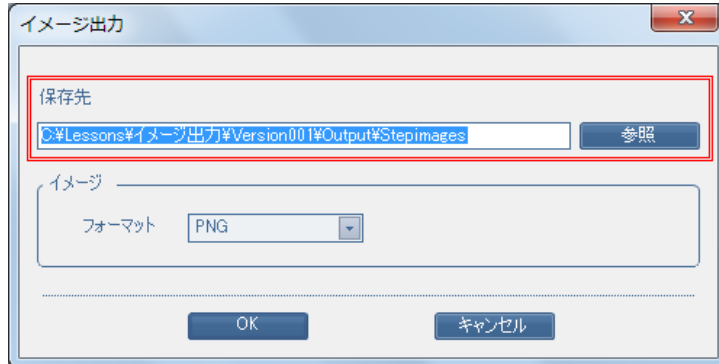 イメージ出力
保存先
C:¥Lessons¥イメージ出力¥Version001¥Output¥Stepimages
参照
イメージ
フォーマット PNG
OK キャンセル